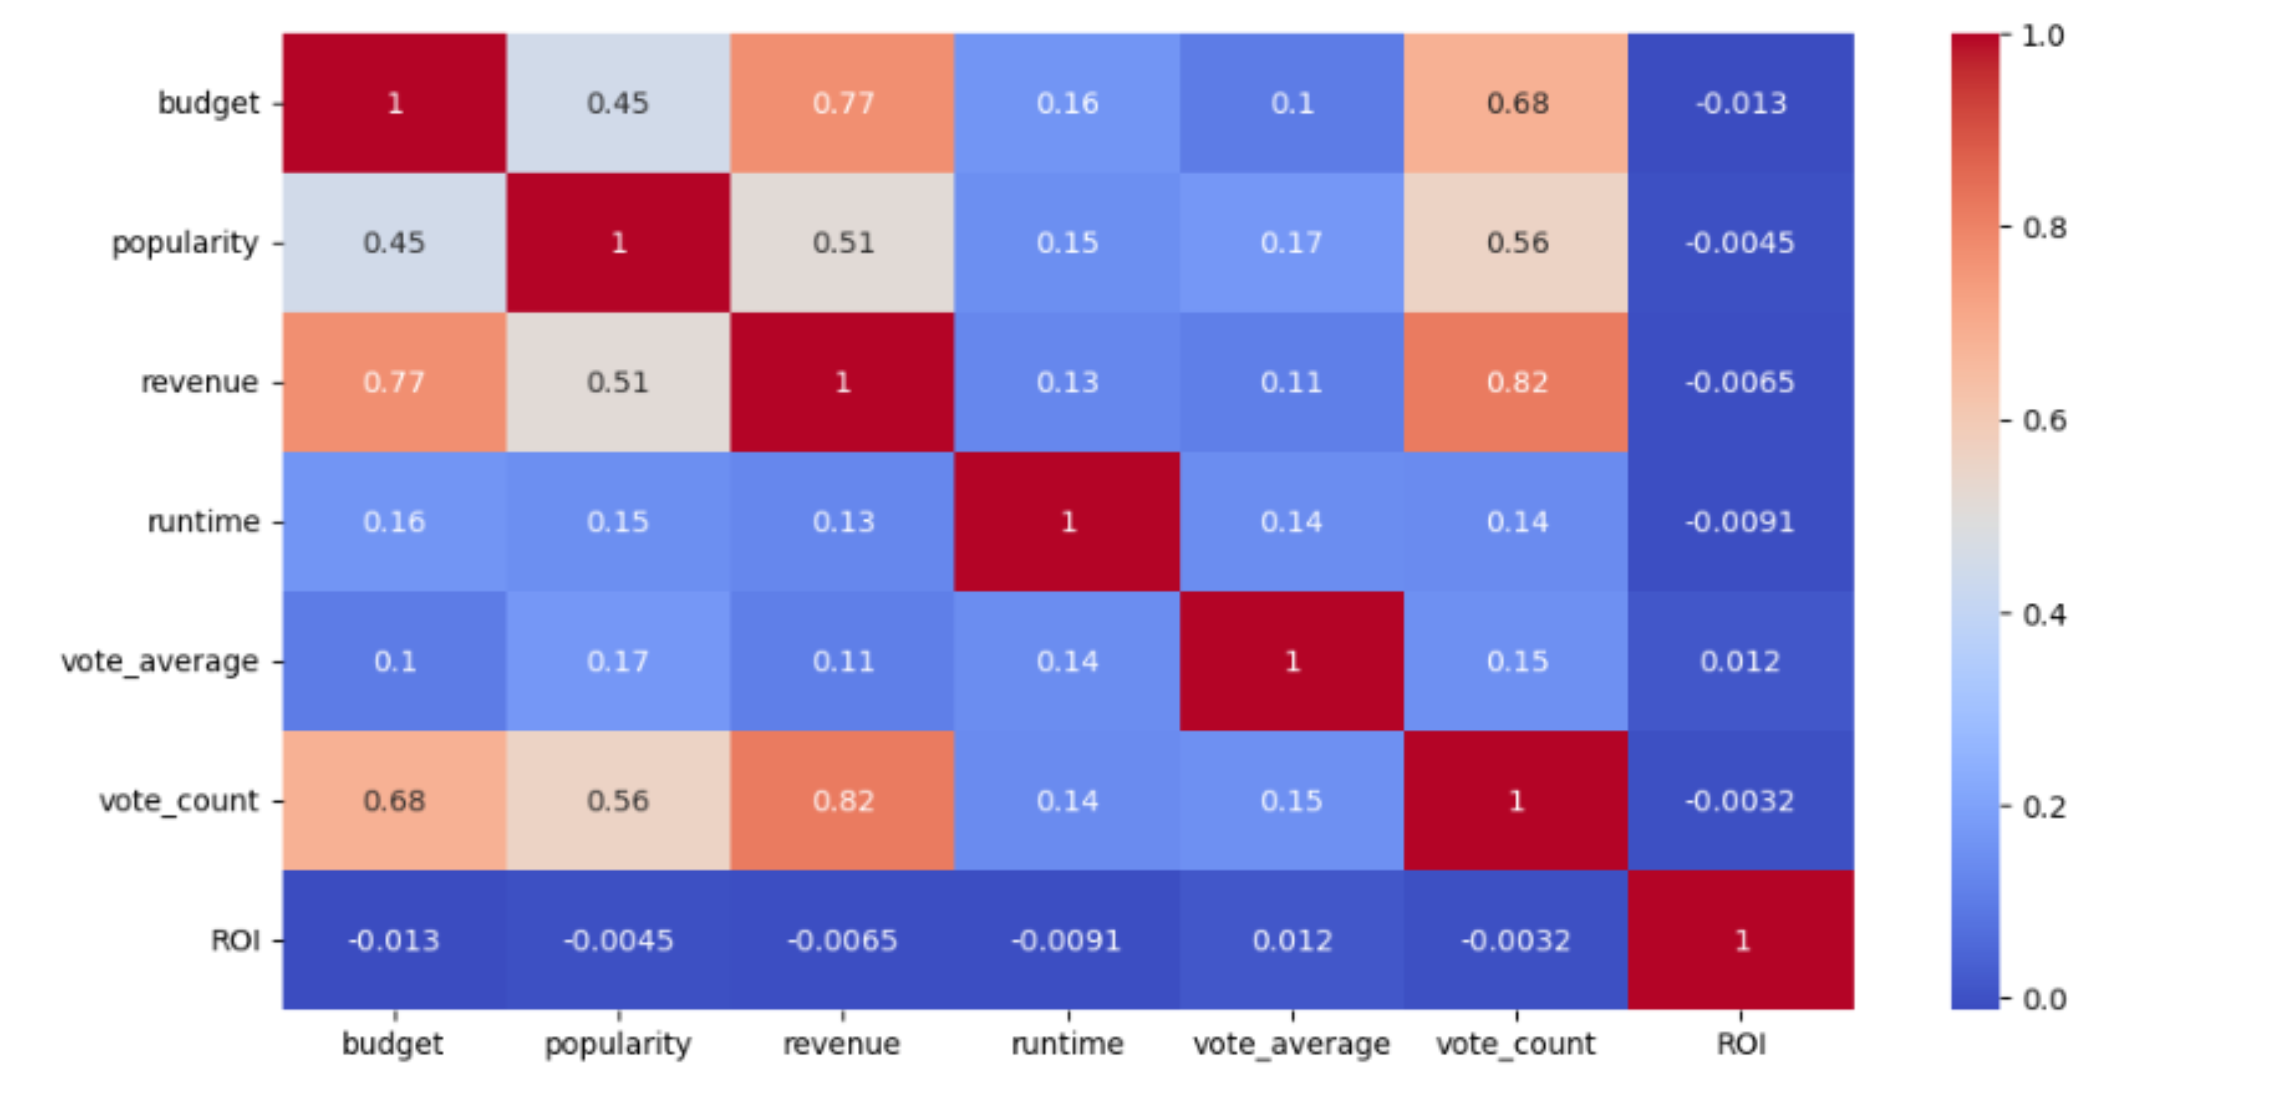 1.0
budget 1 0.45 0.77 0.16 0.1 0.68 -0.013
popularity 0.45 1 0.51 0.15 0.17 0.56 -0.0045
0.8
revenue 0.77 0.51 1 0.13 0.11 0.82 -0.0065
0.6
runtime 0.16 0.15 0.13 1 0.14 0.14 -0.0091
0.4
vote_average 0.1 0.17 0.11 0.14 1 0.15 0.012
vote_count 0.68 0.56 0.82 0.14 0.15 1 -0.0032
0.2
ROI -0.013 -0.0045 -0.0065 -0.0091 0.012 -0.0032 1
0.0
budget popularity revenue runtime vote_average vote_count ROI